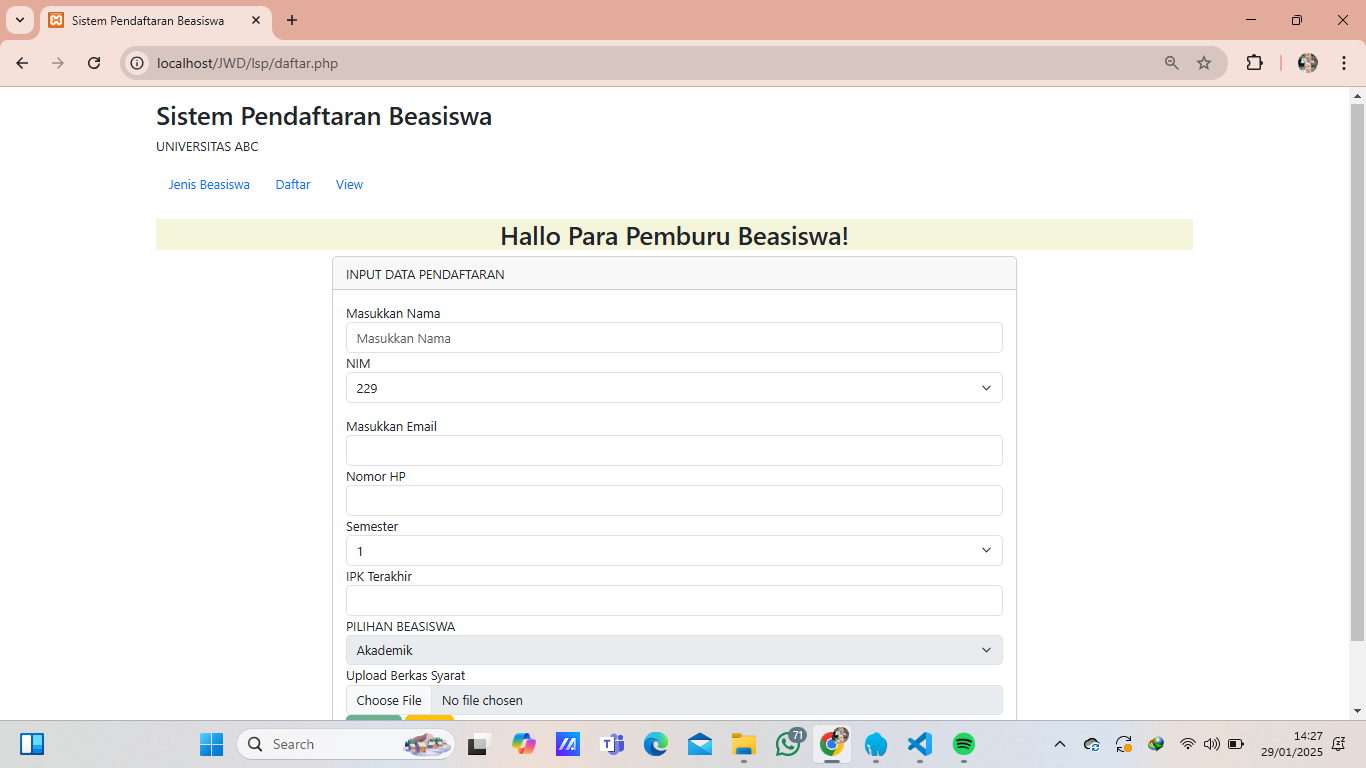 Sistem Pendaftaran Beasiswa
localhost/JWD/lsp/daftar.php
Sistem Pendaftaran Beasiswa
UNIVERSITAS ABC
Jenis Beasiswa Daftar View
Hallo Para Pemburu Beasiswa!
INPUT DATA PENDAFTARAN
Masukkan Nama
Masukkan Nama
NIM
229
Masukkan Email
Nomor HP
Semester
1
IPK Terakhir
PILIHAN BEASISWA
Akademik
Upload Berkas Syarat
Choose File No file chosen
Search
71
14:27
29/01/2025